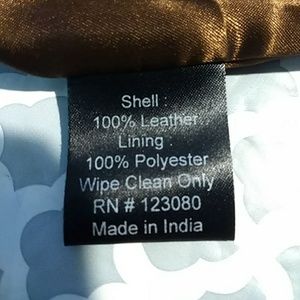 Shell :
100% Leather
Lining :
100% Polyester
Wipe Clean Only
RN # 123080
Made in India